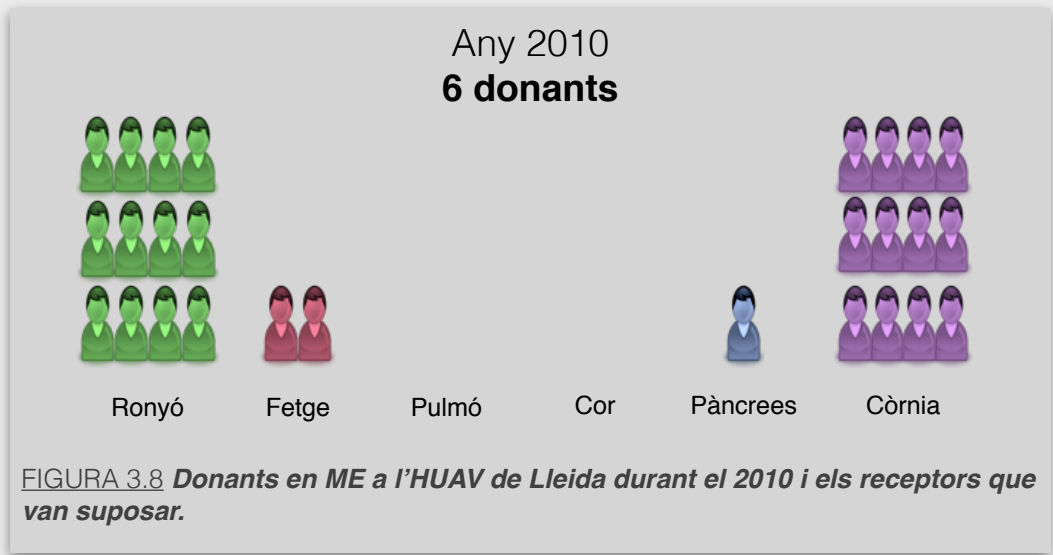 Any 2010
6 donants
Ronyó Fetge Pulmó Cor Pàncrees Còrnia
FIGURA 3.8 Donants en ME a l’HUAV de Lleida durant el 2010 i els receptors que
van suposar.